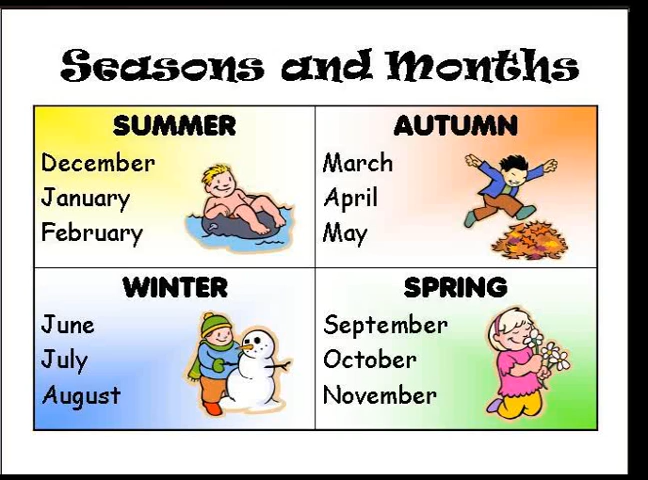 Seasons and Months
SUMMER
December
January
February
AUTUMN
March
April
May
WINTER
June
July
August
SPRING
September
October
November